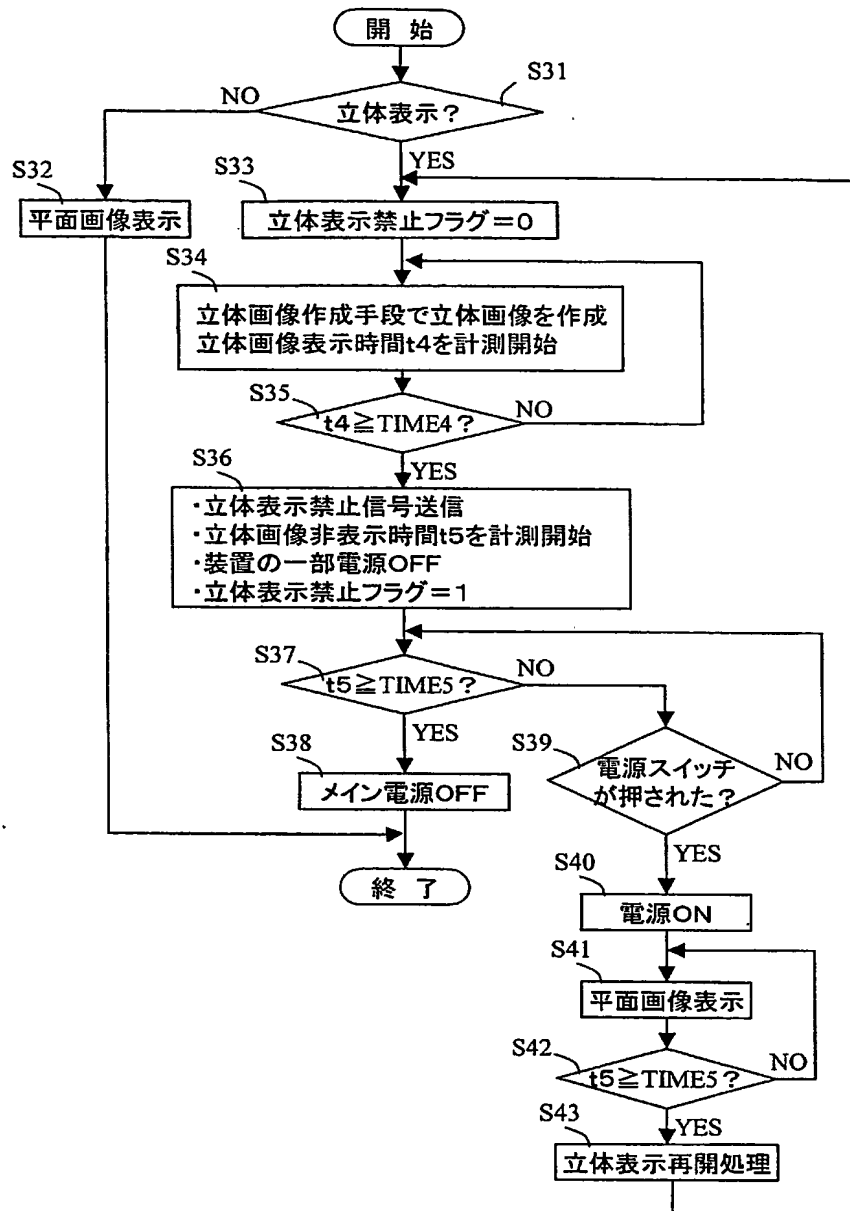 開 始
S31
立体表示?
NO
YES
S32
平面画像表示
S33
立体表示禁止フラグ=0
S34
立体画像作成手段で立体画像を作成
立体画像表示時間t4を計測開始
S35
t4≧TIME4?
NO
YES
S36
・立体表示禁止信号送信
・立体画像非表示時間t5を計測開始
・装置の一部電源OFF
・立体表示禁止フラグ=1
S37
t5≧TIME5?
NO
YES
S38
メイン電源OFF
終 了
S39
電源スイッチ
が押された?
NO
YES
S40
電源ON
S41
平面画像表示
S42
t5≧TIME5?
NO
YES
S43
立体表示再開処理